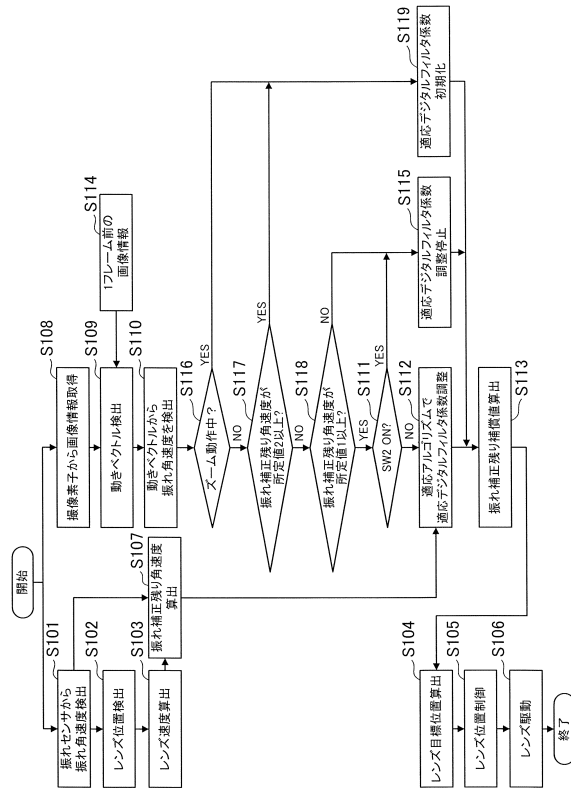 開始
S101
振れセンサから
振れ角速度検出
S102
レンズ位置検出
S103
レンズ速度算出
S107
振れ補正残り角速度
算出
S108
撮像素子から画像情報取得
S114
1フレーム前の
画像情報
S109
動きベクトル検出
S110
動きベクトルから
振れ角速度を検出
S116
ズーム動作中?
YES
NO
S117
振れ補正残り角速度が
所定値2以上?
YES
NO
S118
振れ補正残り角速度が
所定値1以上?
NO
YES
S111
SW2 ON?
YES
NO
S112
適応アルゴリズムで
適応デジタルフィルタ係数調整
S115
適応デジタルフィルタ係数
調整停止
S119
適応デジタルフィルタ係数
初期化
S113
振れ補正残り補償値算出
S104
レンズ目標位置算出
S105
レンズ位置制御
S106
レンズ駆動
終了